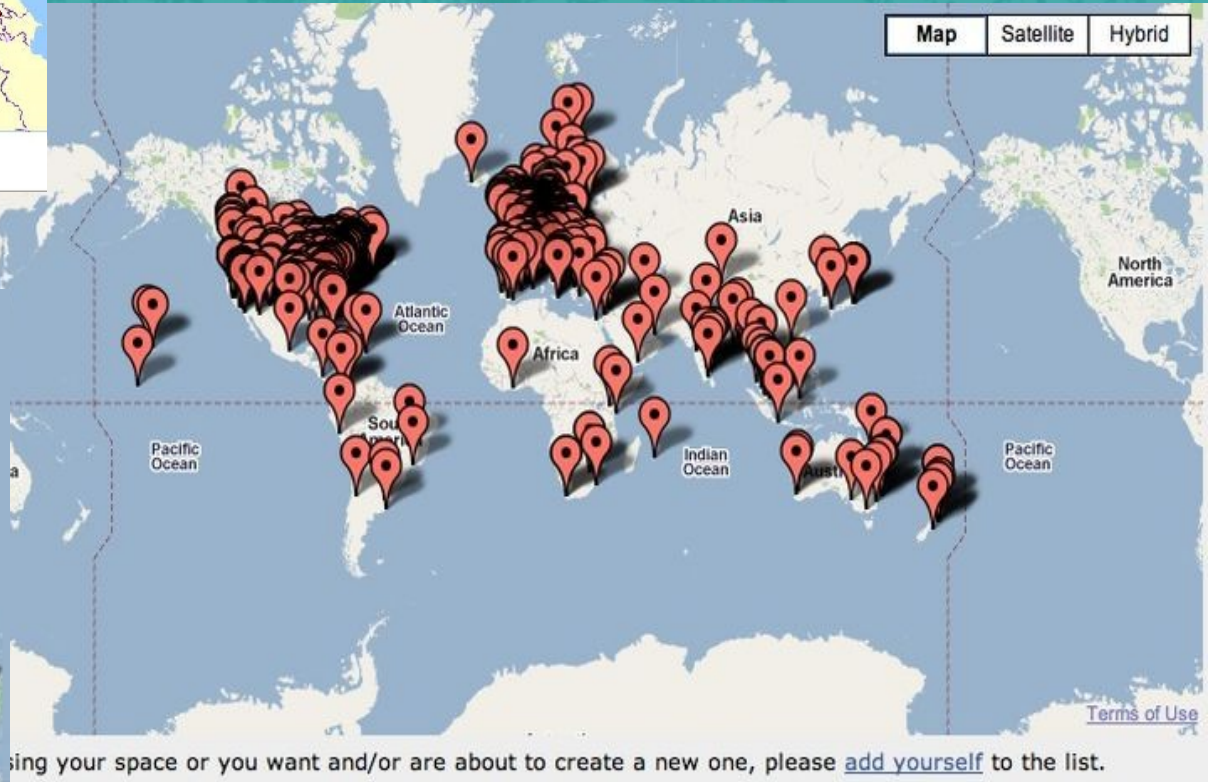 Map Satellite Hybrid
Asia
North
America
Atlantic
Ocean
Africa
Pacific
Ocean
Indian
Ocean
Pacific
Ocean
Terms of Use
sing your space or you want and/or are about to create a new one, please add yourself to the list.